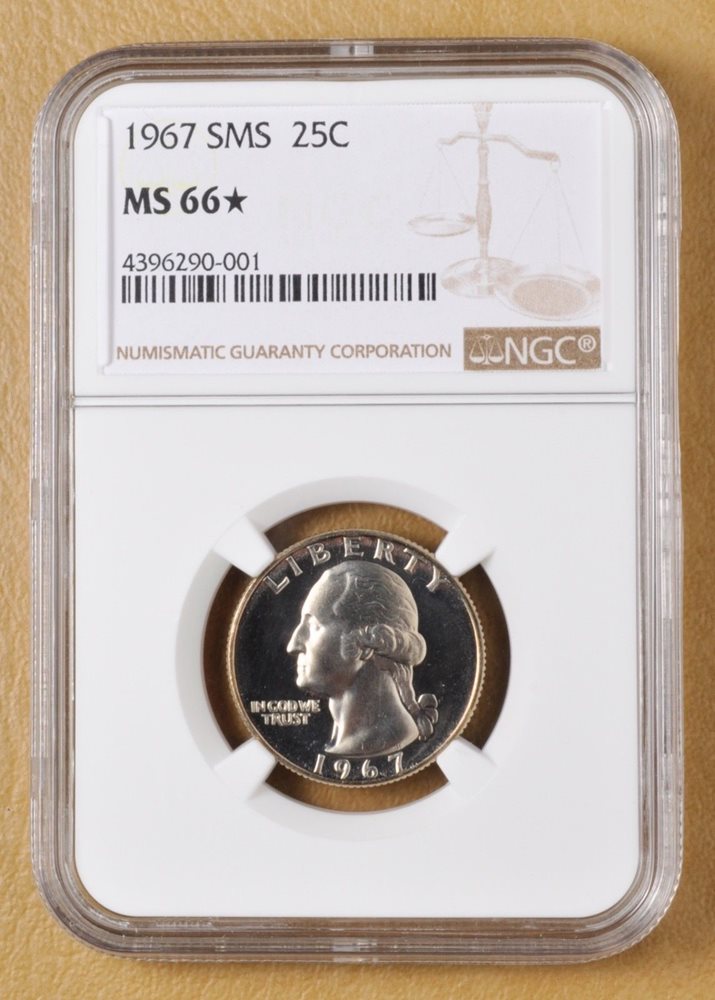 1967 SMS 25C
MS 66★
4396290-001
NUMISMATIC GUARANTY CORPORATION
NGC®
LIBERTY
IN GOD WE
TRUST
1967